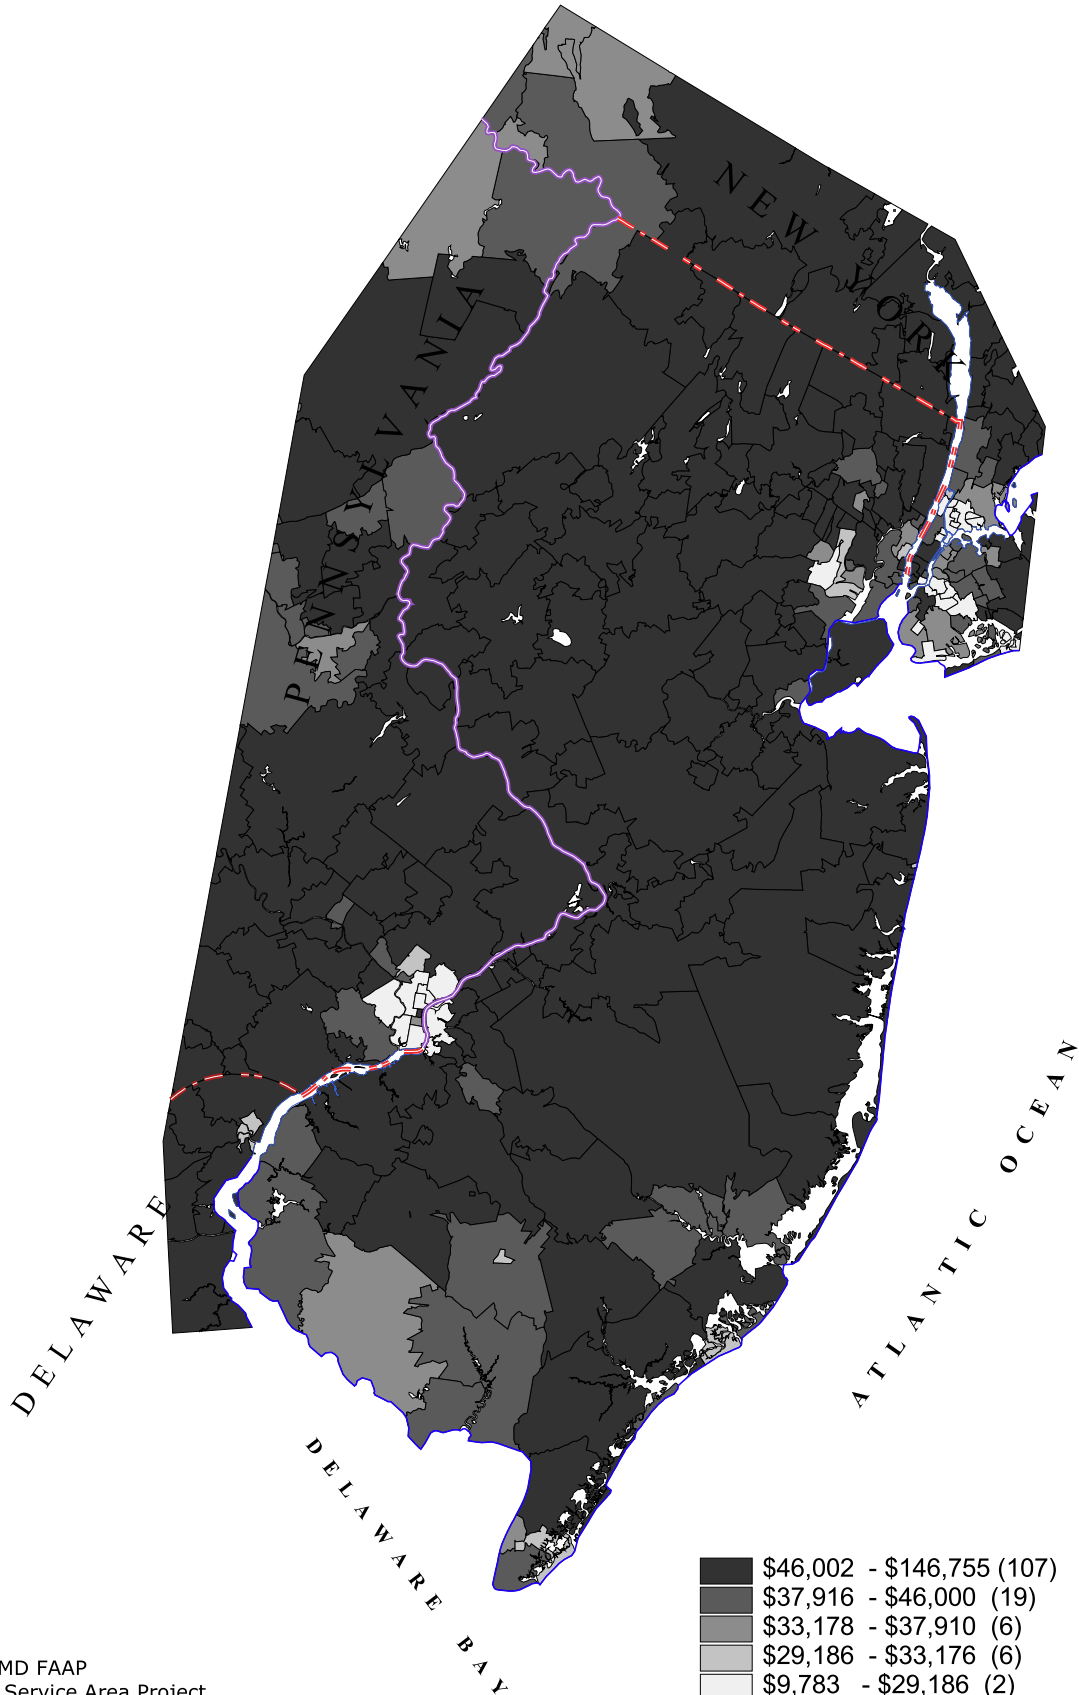 NEW YORK
PENNSYLVANIA
DELAWARE
ATLANTIC OCEAN
DELAWARE BAY
$46,002 - $146,755 (107)
$37,916 - $46,000 (19)
$33,178 - $37,910 (6)
$29,186 - $33,176 (6)
$9,783 - $29,186 (2)
MD FAAP
Service Area Project